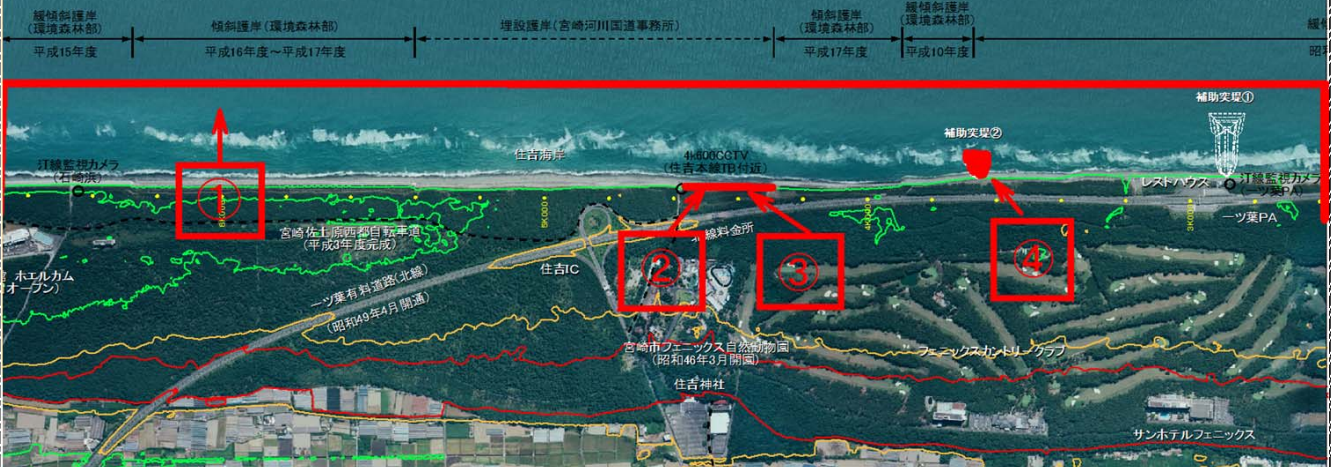 緩傾斜護岸
(環境森林部)
平成15年度
傾斜護岸(環境森林部)
平成16年度～平成17年度
埋設護岸(宮崎河川国道事務所)
傾斜護岸
(環境森林部)
平成17年度
緩傾斜護岸
(環境森林部)
平成10年度
補助突堤①
補助突堤②
住吉海岸
汀線監視カメラ
(石崎浜)
4k600CCTV
(住吉本線TB付近)
レストハウス
汀線監視カメラ
(一ツ葉PA)
一ツ葉PA
①
②
③
④
5K000
4K000
3K000
宮崎佐土原西都自転車道
(平成3年度完成)
住吉IC
北線料金所
ホエルカム
オープン)
一ツ葉有料道路(北線)
(昭和49年4月開通)
宮崎市フェニックス自然動物園
(昭和46年3月開園)
フェニックスカントリークラブ
住吉神社
サンホテルフェニックス